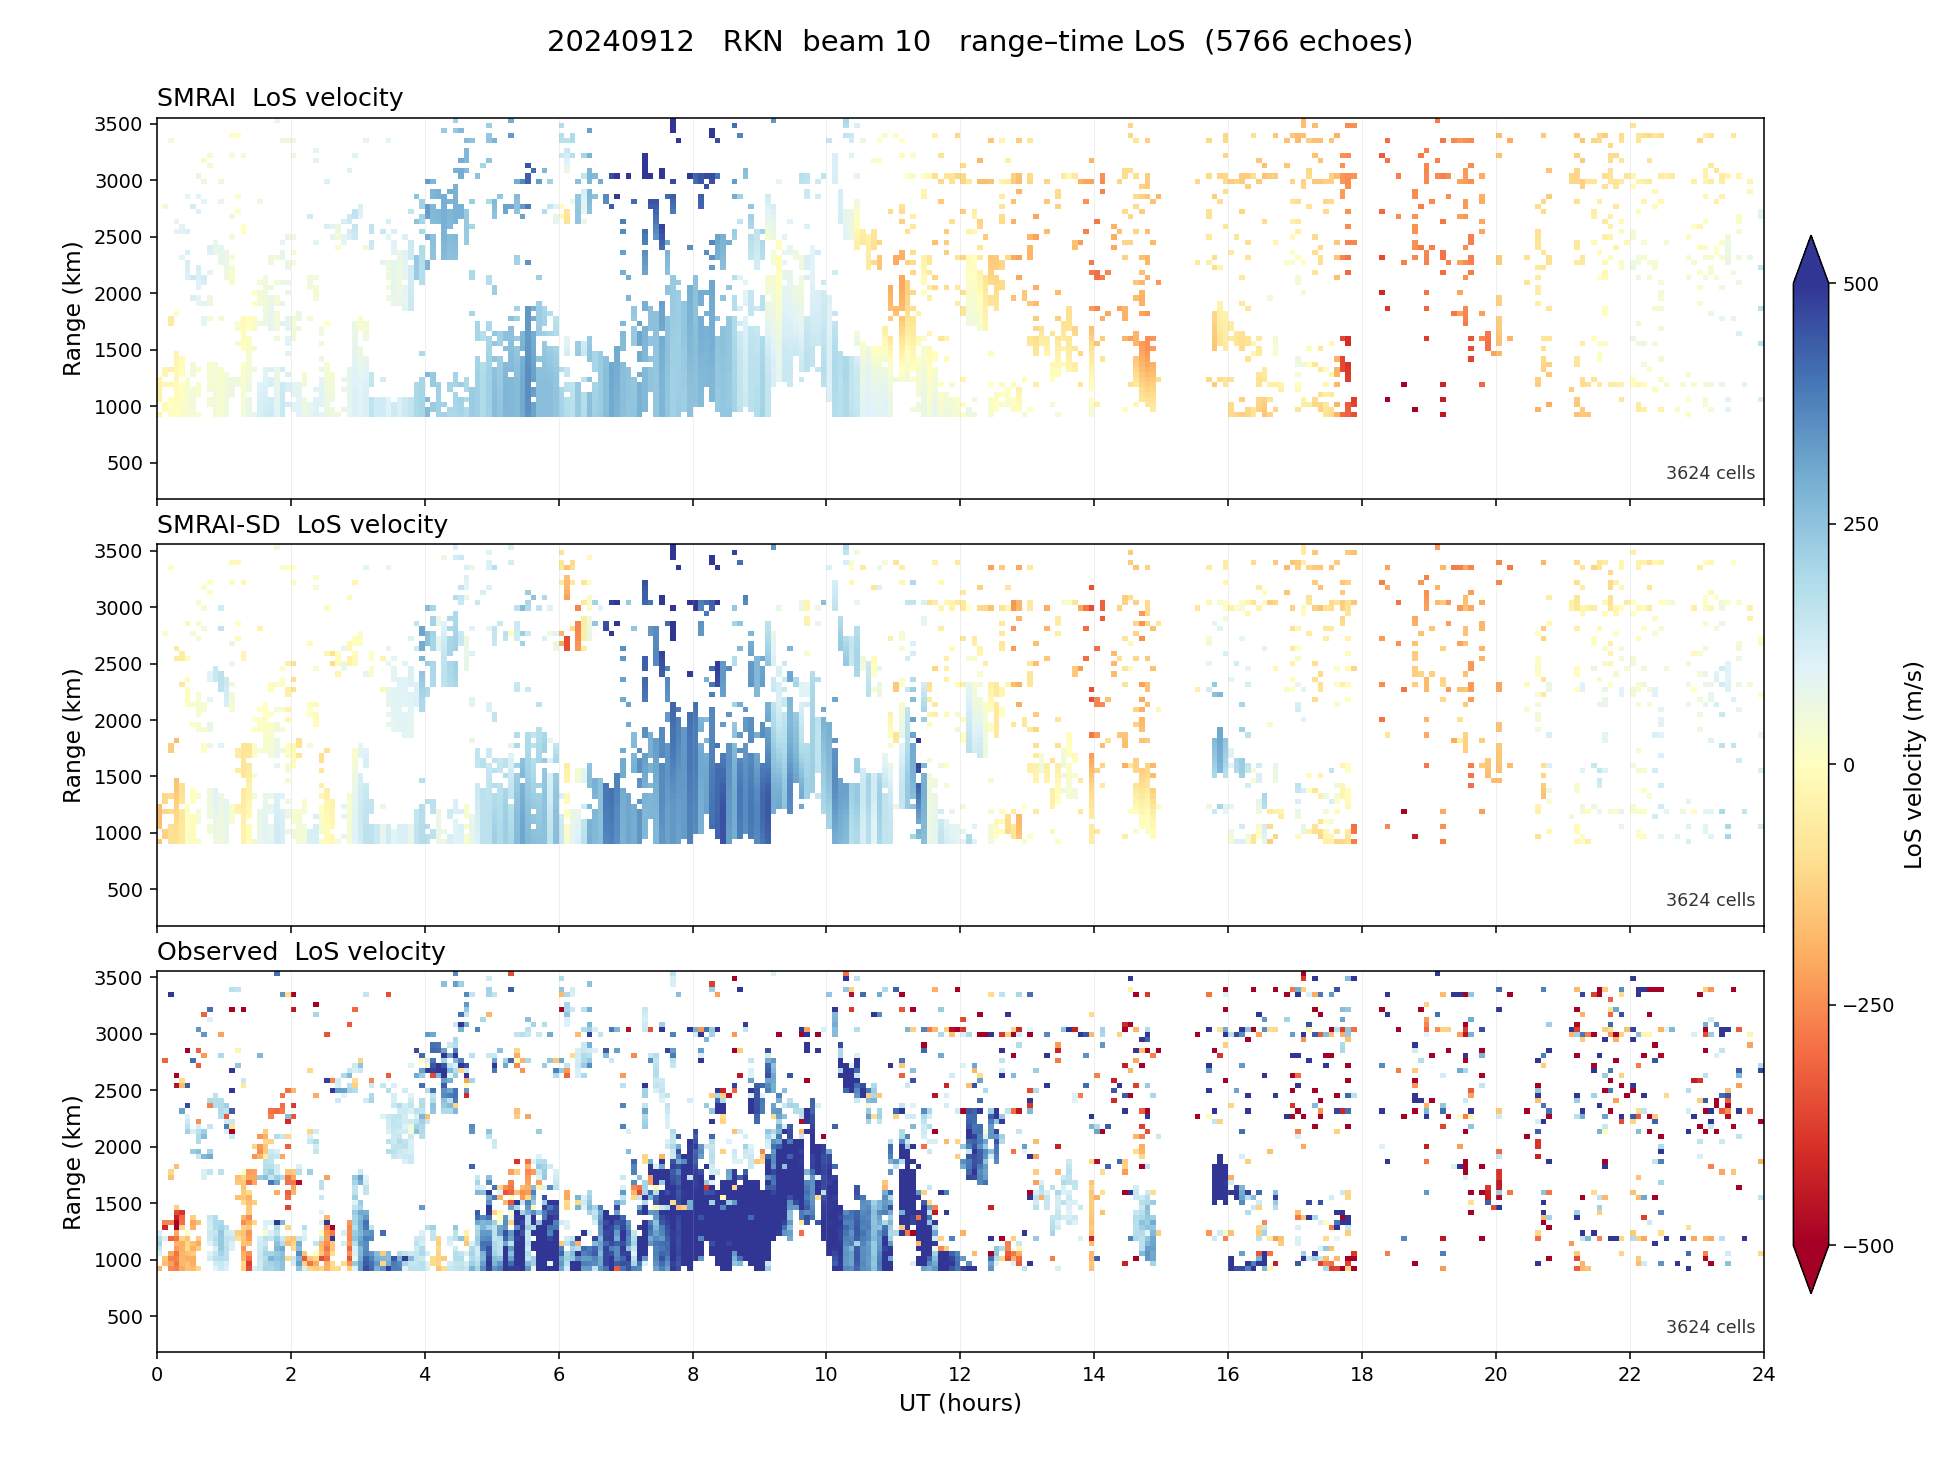 20240912   RKN  beam 10   range–time LoS  (5766 echoes)
SMRAI  LoS velocity
3500
3000
2500
2000
1500
1000
500
Range (km)
3624 cells
SMRAI-SD  LoS velocity
3500
3000
2500
2000
1500
1000
500
Range (km)
3624 cells
Observed  LoS velocity
3500
3000
2500
2000
1500
1000
500
Range (km)
3624 cells
0 2 4 6 8 10 12 14 16 18 20 22 24
UT (hours)
500
250
0
−250
−500
LoS velocity (m/s)